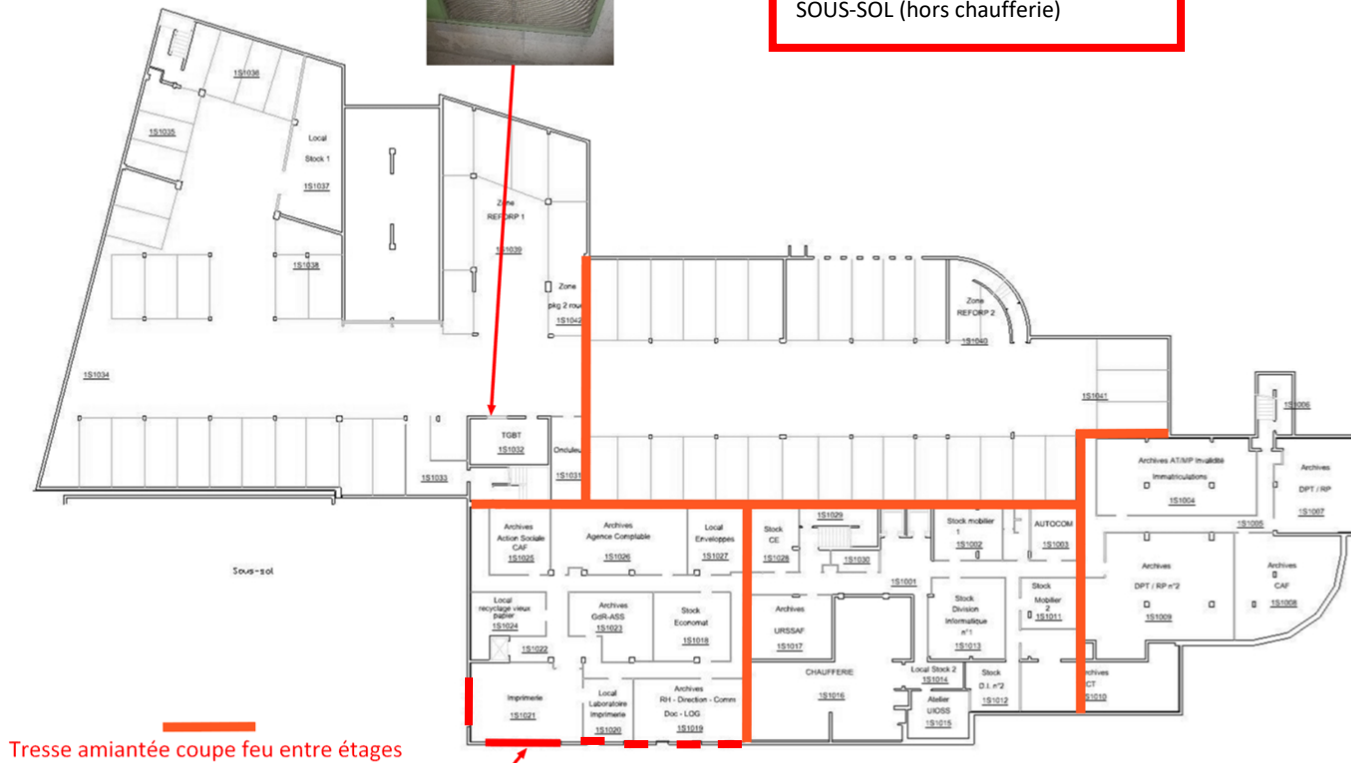 SOUS-SOL (hors chaufferie)
1S1036
1S1035
Local
Stock 1
1S1037
1S1038
Zone
REFORP 1
1S1039
Zone
pkg 2 roues
1S1042
Zone
REFORP 2
1S1040
1S1034
1S1041
1S1006
TGBT
1S1032
Onduleur
1S1031
1S1033
Archives AT/MP Invalidité
Immatriculations
1S1004
Archives
DPT / RP
1S1007
1S1005
Archives
Action Sociale
CAF
1S1025
Archives
Agence Comptable
1S1026
Local
Enveloppes
1S1027
Stock
CE
1S1028
1S1029
1S1030
Stock mobilier
1
1S1002
AUTOCOM
1S1003
1S1001
Sous-sol
Local
recyclage vieux
papier
1S1024
1S1022
Archives
GdR-ASS
1S1023
Stock
Economat
1S1018
Archives
URSSAF
1S1017
Stock
Division
Informatique
n°1
1S1013
Stock
Mobilier
2
1S1011
Archives
DPT / RP n°2
1S1009
Archives
CAF
1S1008
Imprimerie
1S1021
Local
Laboratoire
Imprimerie
1S1020
Archives
RH - Direction - Comm
Doc - LOG
1S1019
CHAUFFERIE
1S1016
Local Stock 2
1S1014
Atelier
UIOSS
1S1015
Stock
D.I. n°2
1S1012
rchives
CT
1S1010
Tresse amiantée coupe feu entre étages